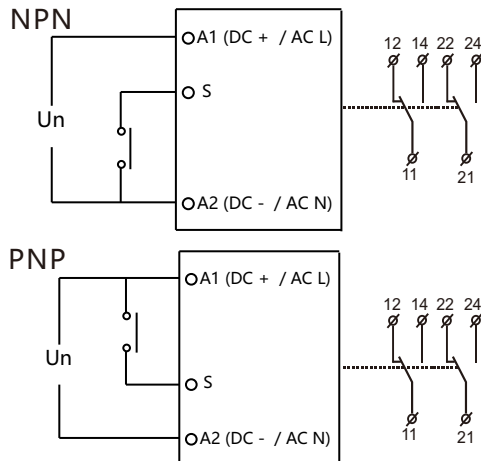 NPN
A1 (DC + / AC L)
12 14 22 24
S
Un
11 21
A2 (DC - / AC N)
PNP
A1 (DC + / AC L)
12 14 22 24
Un
S
11 21
A2 (DC - / AC N)